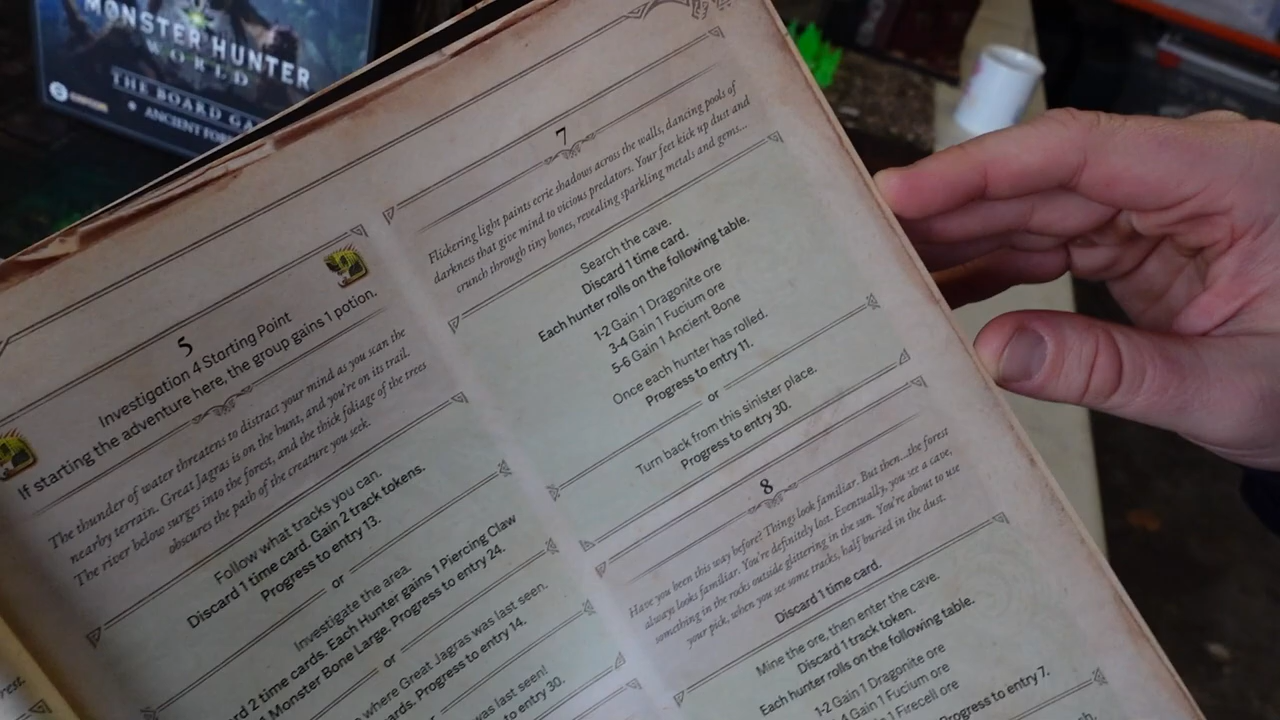 MONSTER HUNTER
WORLD
THE BOARD GA
ANCIENT FOR
CAPCOM
5
Investigation 4 Starting Point
If starting the adventure here, the group gains 1 potion.
The thunder of water threatens to distract your mind as you scan the
nearby terrain. Great Jagras is on the hunt, and you're on its trail.
The river below surges into the forest, and the thick foliage of the trees
obscures the path of the creature you seek.
Follow what tracks you can.
Discard 1 time card. Gain 2 track tokens.
Progress to entry 13.
or
Investigate the area.
rd 2 time cards. Each Hunter gains 1 Piercing Claw
Monster Bone Large. Progress to entry 24.
or
where Great Jagras was last seen.
ards. Progress to entry 14.
was last seen!
to entry 30.
7
Flickering light paints eerie shadows across the walls, dancing pools of
darkness that give mind to vicious predators. Your feet kick up dust and
crunch through tiny bones, revealing sparkling metals and gems...
Search the cave.
Discard 1 time card.
Each hunter rolls on the following table.
1-2 Gain 1 Dragonite ore
3-4 Gain 1 Fucium ore
5-6 Gain 1 Ancient Bone
Once each hunter has rolled.
Progress to entry 11.
or
Turn back from this sinister place.
Progress to entry 30.
8
Have you been this way before? Things look familiar. But then...the forest
always looks familiar. You're definitely lost. Eventually, you see a cave,
something in the rocks outside glittering in the sun. You're about to use
your pick, when you see some tracks, half buried in the dust.
Discard 1 time card.
Mine the ore, then enter the cave.
Discard 1 track token.
Each hunter rolls on the following table.
1-2 Gain 1 Dragonite ore
4 Gain 1 Fucium ore
1 Firecell ore
Progress to entry 7.